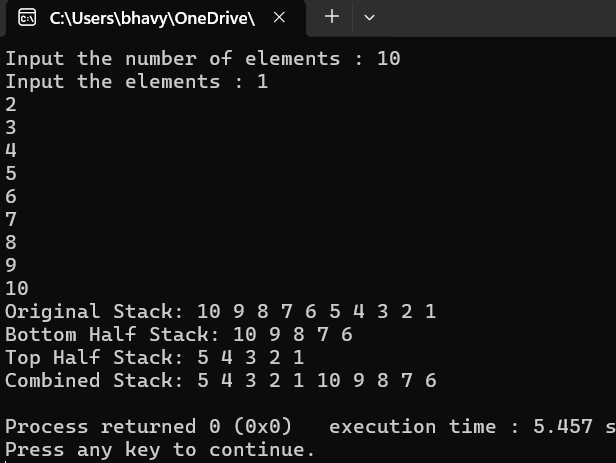 C:\Users\bhavy\OneDrive\
Input the number of elements : 10
Input the elements : 1
2
3
4
5
6
7
8
9
10
Original Stack: 10 9 8 7 6 5 4 3 2 1
Bottom Half Stack: 10 9 8 7 6
Top Half Stack: 5 4 3 2 1
Combined Stack: 5 4 3 2 1 10 9 8 7 6
Process returned 0 (0x0)   execution time : 5.457 s
Press any key to continue.